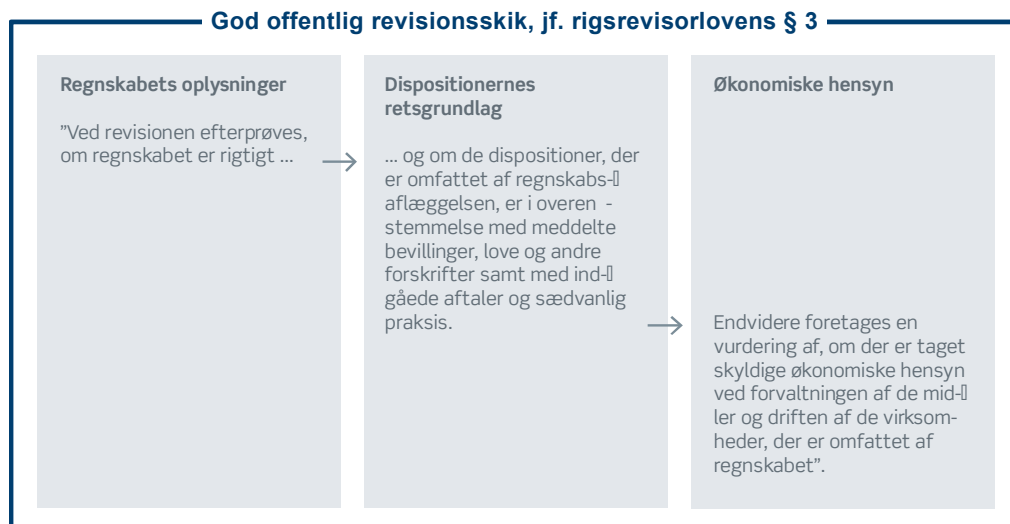 God offentlig revisionsskik, jf. rigsrevisorlovens § 3
Regnskabets oplysninger
”Ved revisionen efterprøves,
om regnskabet er rigtigt ...
Dispositionernes
retsgrundlag
... og om de dispositioner, der
er omfattet af regnskabs-▯
aflæggelsen, er i overen -
stemmelse med meddelte
bevillinger, love og andre
forskrifter samt med ind-▯
gåede aftaler og sædvanlig
praksis.
Økonomiske hensyn
Endvidere foretages en
vurdering af, om der er taget
skyldige økonomiske hensyn
ved forvaltningen af de mid-▯
ler og driften af de virksom-
heder, der er omfattet af
regnskabet”.